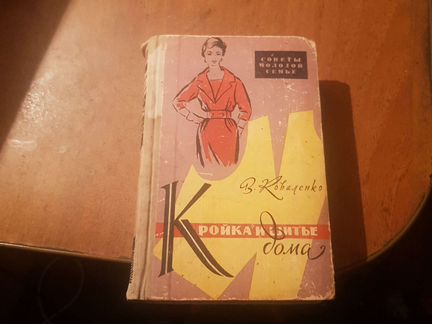 СОВЕТЫ
МОЛОДОЙ
СЕМЬЕ
В. Коваленко
КРОЙКА И ШИТЬЕ
дома